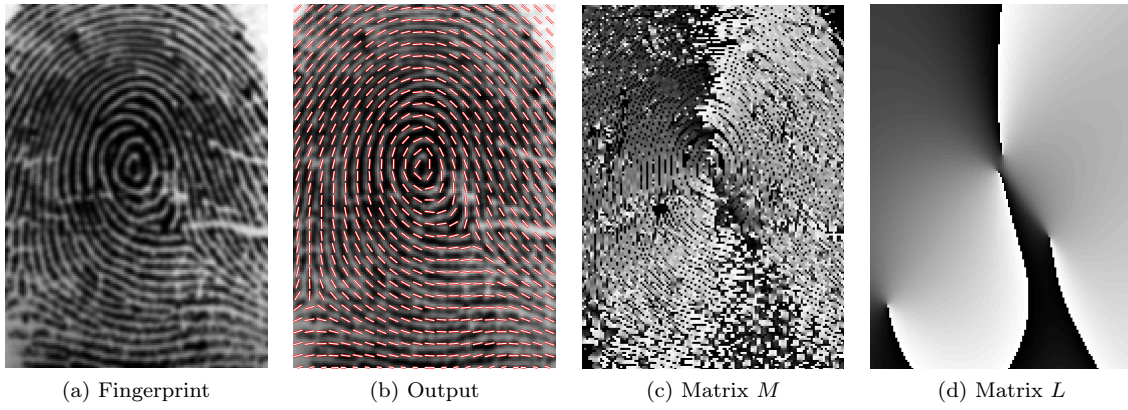 (a) Fingerprint
(b) Output
(c) Matrix M
(d) Matrix L